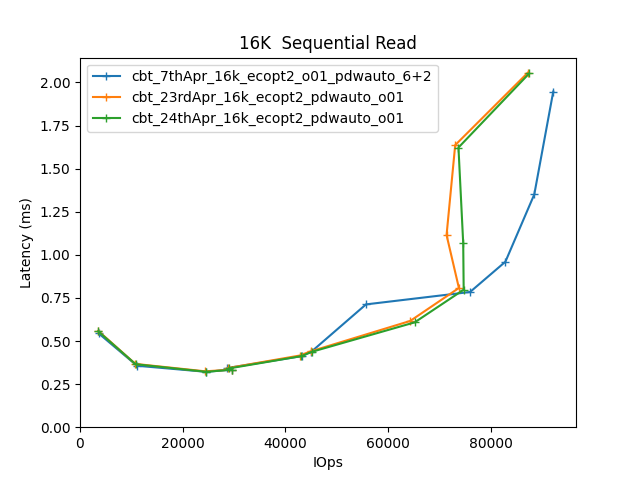 16K  Sequential Read
cbt_7thApr_16k_ecopt2_o01_pdwauto_6+2
cbt_23rdApr_16k_ecopt2_pdwauto_o01
cbt_24thApr_16k_ecopt2_pdwauto_o01
Latency (ms)
2.00
1.75
1.50
1.25
1.00
0.75
0.50
0.25
0.00
0 20000 40000 60000 80000
IOps